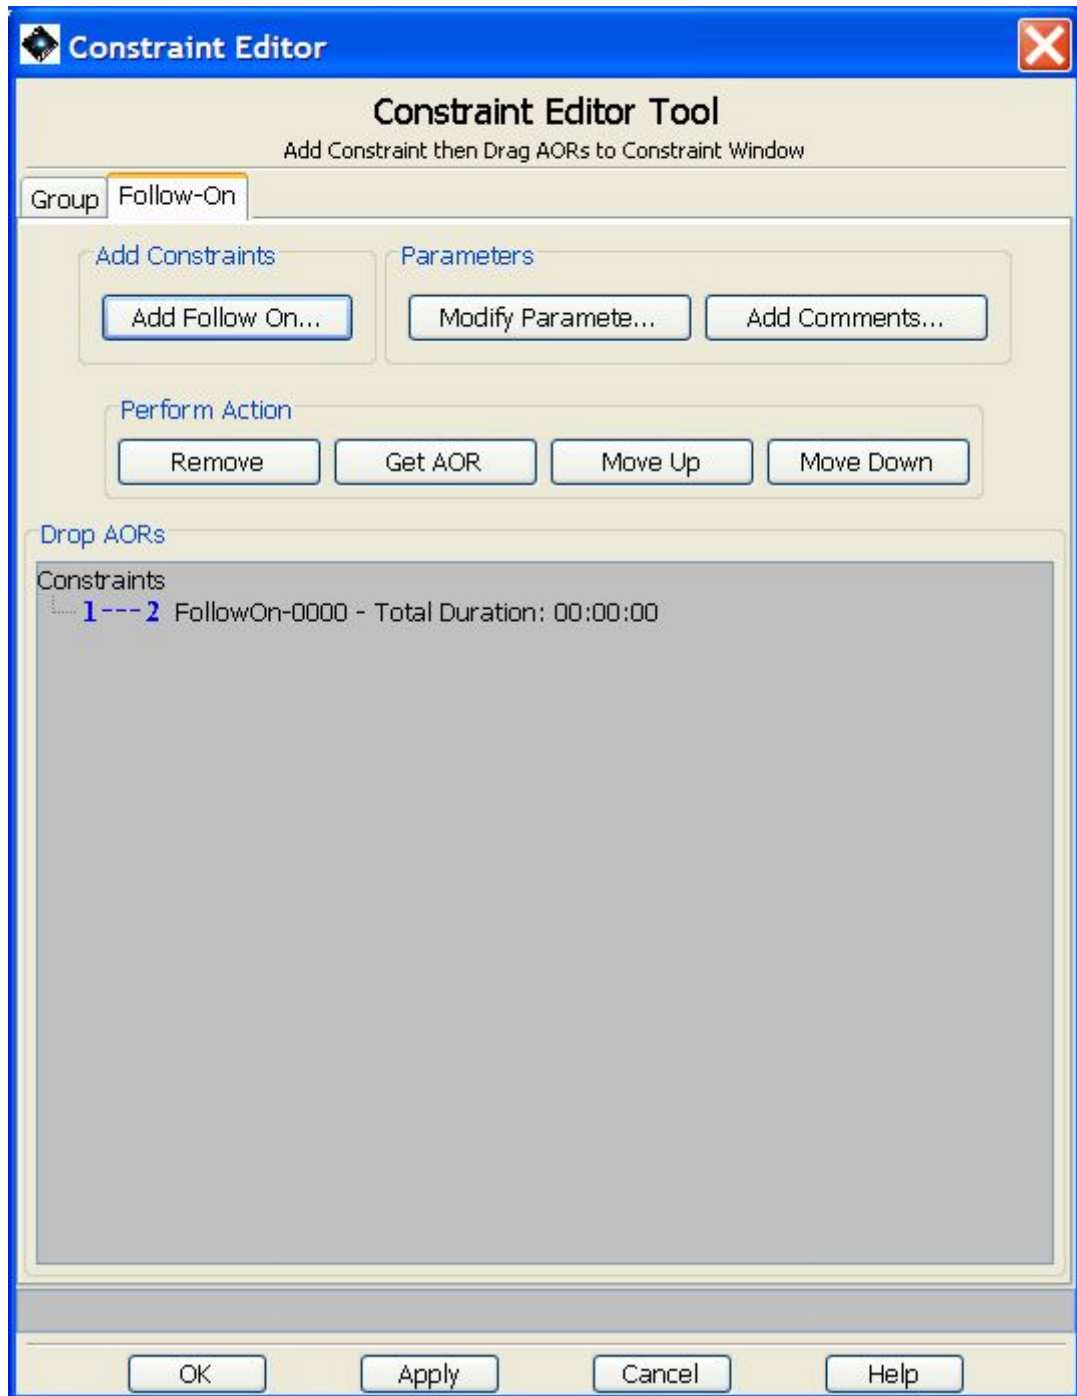 Constraint Editor
Constraint Editor Tool
Add Constraint then Drag AORs to Constraint Window
Group Follow-On
Add Constraints Parameters
Add Follow On... Modify Paramete... Add Comments...
Perform Action
Remove Get AOR Move Up Move Down
Drop AORs
Constraints
1---2 FollowOn-0000 - Total Duration: 00:00:00
OK Apply Cancel Help